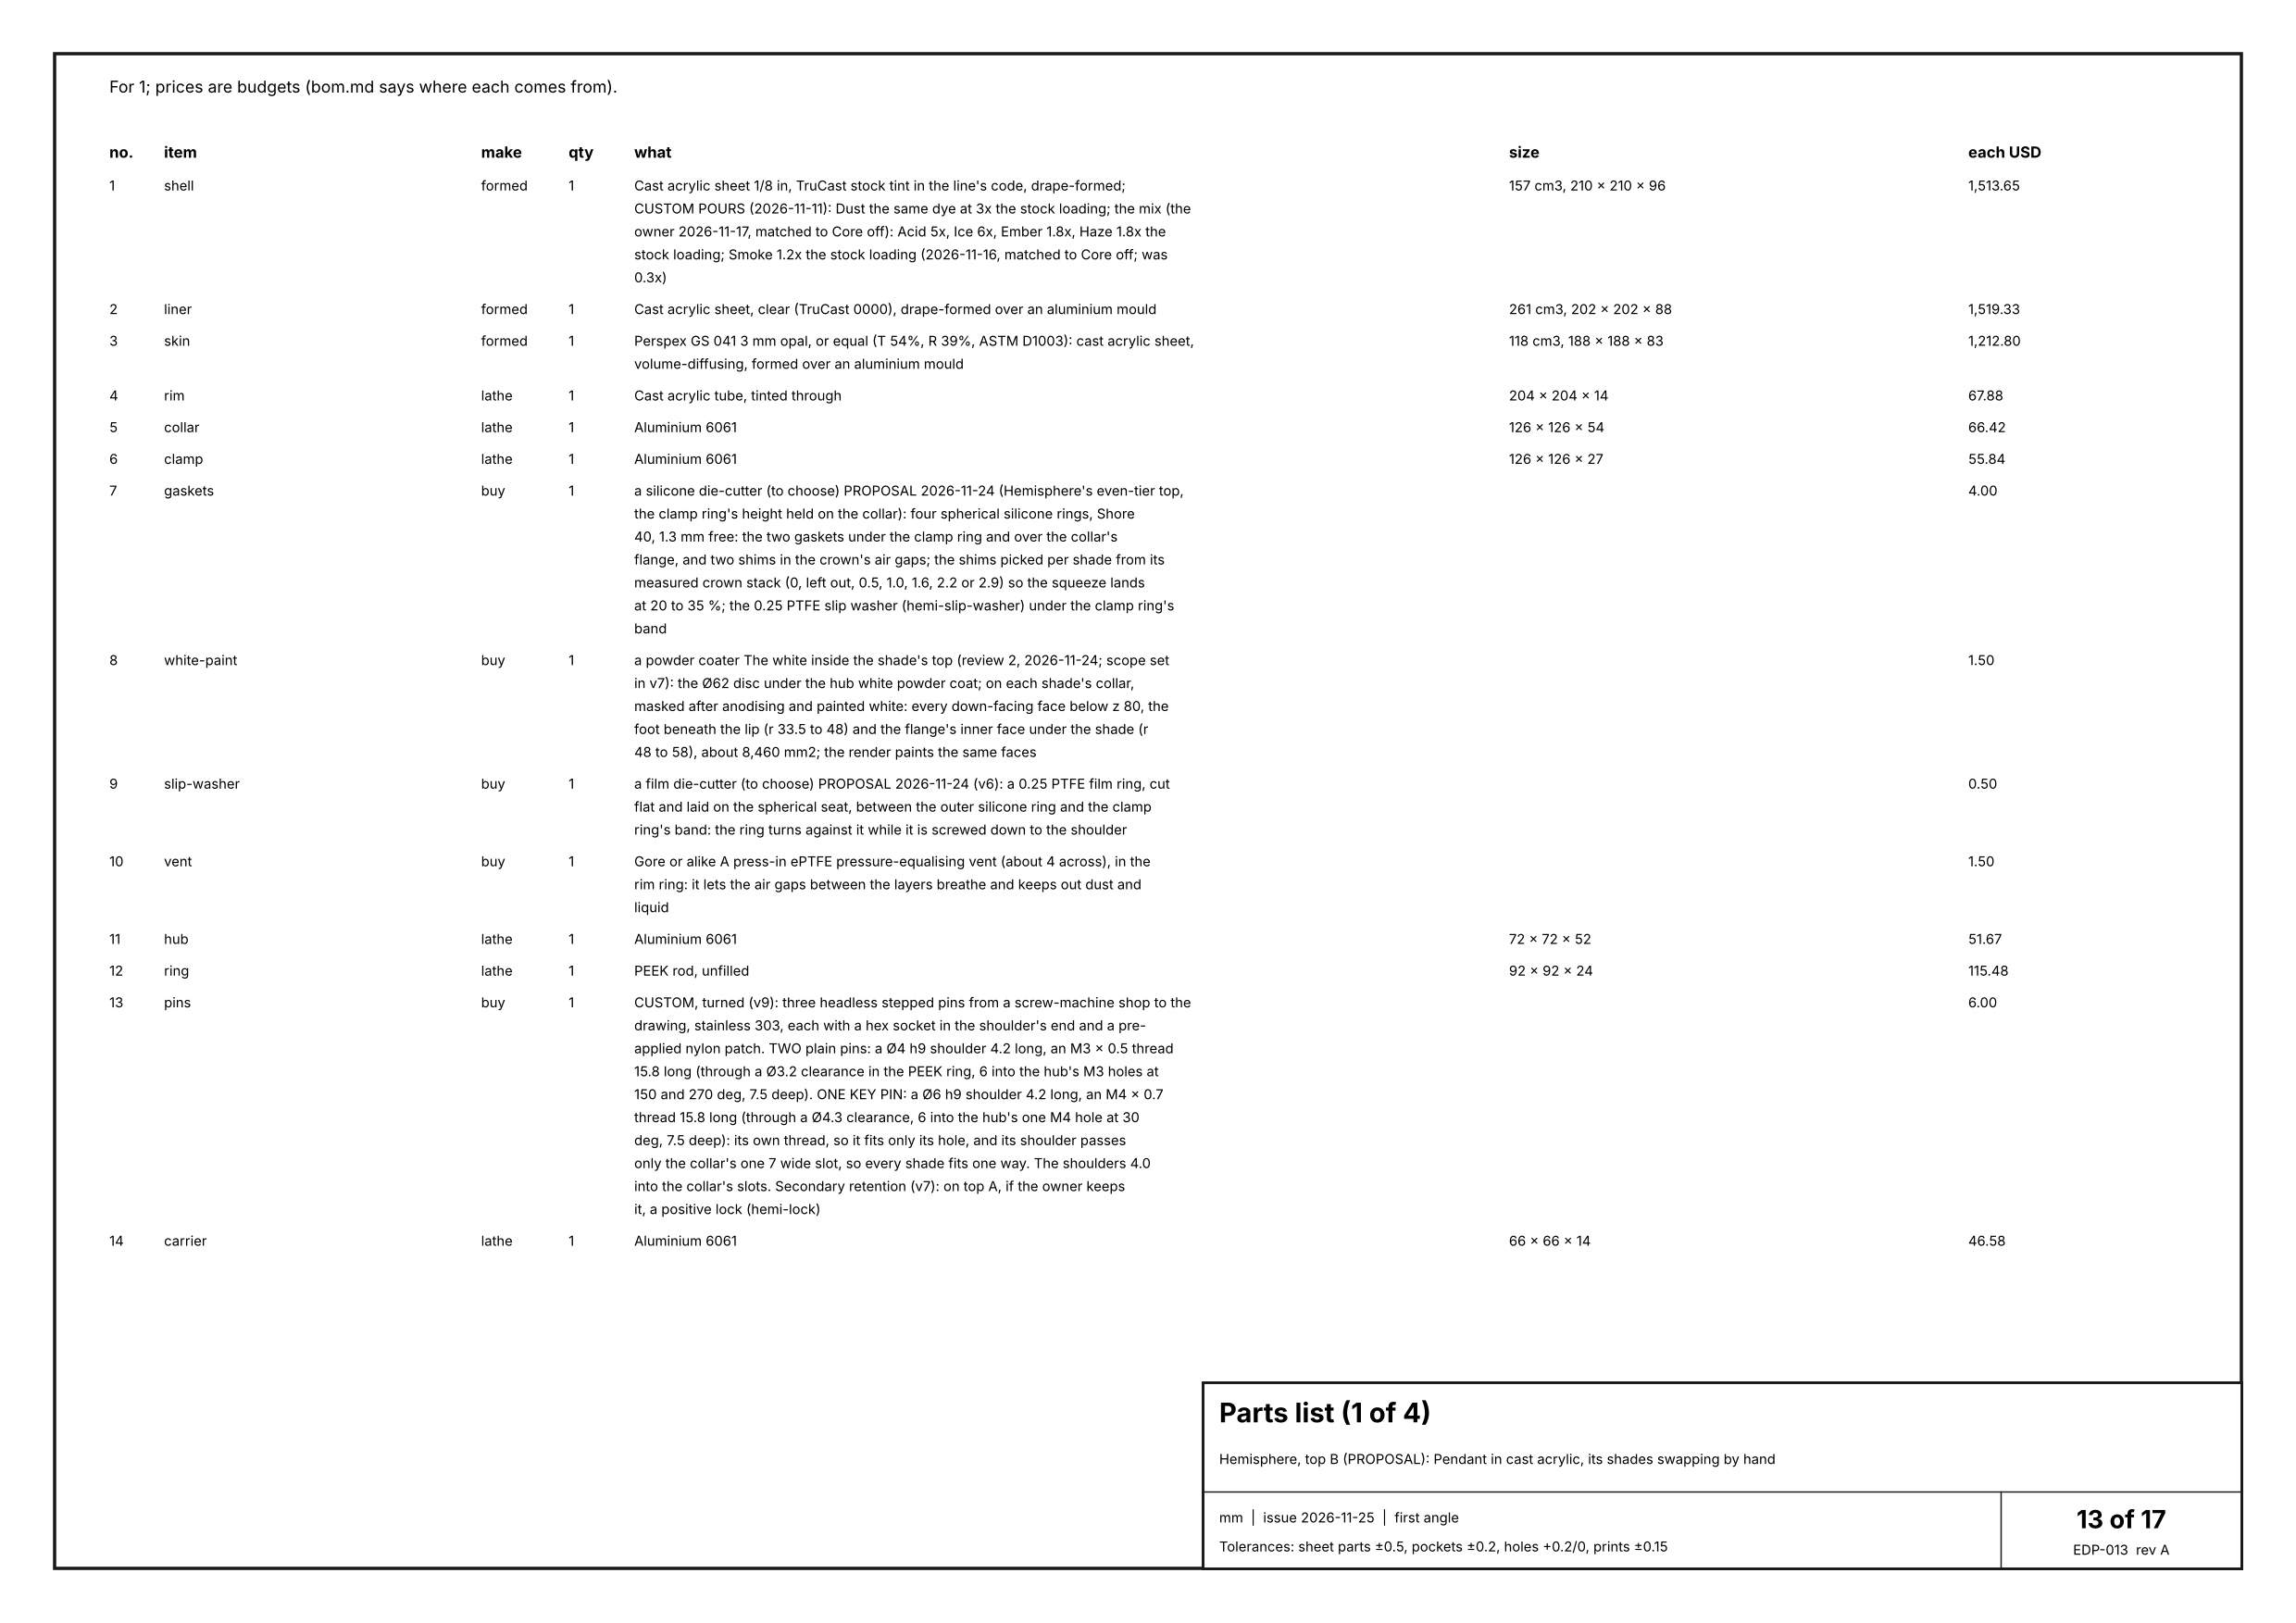 For 1; prices are budgets (bom.md says where each comes from).
no. item make qty what size each USD
1 shell formed 1 Cast acrylic sheet 1/8 in, TruCast stock tint in the line's code, drape-formed; 157 cm3, 210 × 210 × 96 1,513.65
CUSTOM POURS (2026-11-11): Dust the same dye at 3x the stock loading; the mix (the
owner 2026-11-17, matched to Core off): Acid 5x, Ice 6x, Ember 1.8x, Haze 1.8x the
stock loading; Smoke 1.2x the stock loading (2026-11-16, matched to Core off; was
0.3x)
2 liner formed 1 Cast acrylic sheet, clear (TruCast 0000), drape-formed over an aluminium mould 261 cm3, 202 × 202 × 88 1,519.33
3 skin formed 1 Perspex GS 041 3 mm opal, or equal (T 54%, R 39%, ASTM D1003): cast acrylic sheet, 118 cm3, 188 × 188 × 83 1,212.80
volume-diffusing, formed over an aluminium mould
4 rim lathe 1 Cast acrylic tube, tinted through 204 × 204 × 14 67.88
5 collar lathe 1 Aluminium 6061 126 × 126 × 54 66.42
6 clamp lathe 1 Aluminium 6061 126 × 126 × 27 55.84
7 gaskets buy 1 a silicone die-cutter (to choose) PROPOSAL 2026-11-24 (Hemisphere's even-tier top, 4.00
the clamp ring's height held on the collar): four spherical silicone rings, Shore
40, 1.3 mm free: the two gaskets under the clamp ring and over the collar's
flange, and two shims in the crown's air gaps; the shims picked per shade from its
measured crown stack (0, left out, 0.5, 1.0, 1.6, 2.2 or 2.9) so the squeeze lands
at 20 to 35 %; the 0.25 PTFE slip washer (hemi-slip-washer) under the clamp ring's
band
8 white-paint buy 1 a powder coater The white inside the shade's top (review 2, 2026-11-24; scope set 1.50
in v7): the Ø62 disc under the hub white powder coat; on each shade's collar,
masked after anodising and painted white: every down-facing face below z 80, the
foot beneath the lip (r 33.5 to 48) and the flange's inner face under the shade (r
48 to 58), about 8,460 mm2; the render paints the same faces
9 slip-washer buy 1 a film die-cutter (to choose) PROPOSAL 2026-11-24 (v6): a 0.25 PTFE film ring, cut 0.50
flat and laid on the spherical seat, between the outer silicone ring and the clamp
ring's band: the ring turns against it while it is screwed down to the shoulder
10 vent buy 1 Gore or alike A press-in ePTFE pressure-equalising vent (about 4 across), in the 1.50
rim ring: it lets the air gaps between the layers breathe and keeps out dust and
liquid
11 hub lathe 1 Aluminium 6061 72 × 72 × 52 51.67
12 ring lathe 1 PEEK rod, unfilled 92 × 92 × 24 115.48
13 pins buy 1 CUSTOM, turned (v9): three headless stepped pins from a screw-machine shop to the 6.00
drawing, stainless 303, each with a hex socket in the shoulder's end and a pre-
applied nylon patch. TWO plain pins: a Ø4 h9 shoulder 4.2 long, an M3 × 0.5 thread
15.8 long (through a Ø3.2 clearance in the PEEK ring, 6 into the hub's M3 holes at
150 and 270 deg, 7.5 deep). ONE KEY PIN: a Ø6 h9 shoulder 4.2 long, an M4 × 0.7
thread 15.8 long (through a Ø4.3 clearance, 6 into the hub's one M4 hole at 30
deg, 7.5 deep): its own thread, so it fits only its hole, and its shoulder passes
only the collar's one 7 wide slot, so every shade fits one way. The shoulders 4.0
into the collar's slots. Secondary retention (v7): on top A, if the owner keeps
it, a positive lock (hemi-lock)
14 carrier lathe 1 Aluminium 6061 66 × 66 × 14 46.58
Parts list (1 of 4)
Hemisphere, top B (PROPOSAL): Pendant in cast acrylic, its shades swapping by hand
mm | issue 2026-11-25 | first angle
Tolerances: sheet parts ±0.5, pockets ±0.2, holes +0.2/0, prints ±0.15
13 of 17
EDP-013 rev A